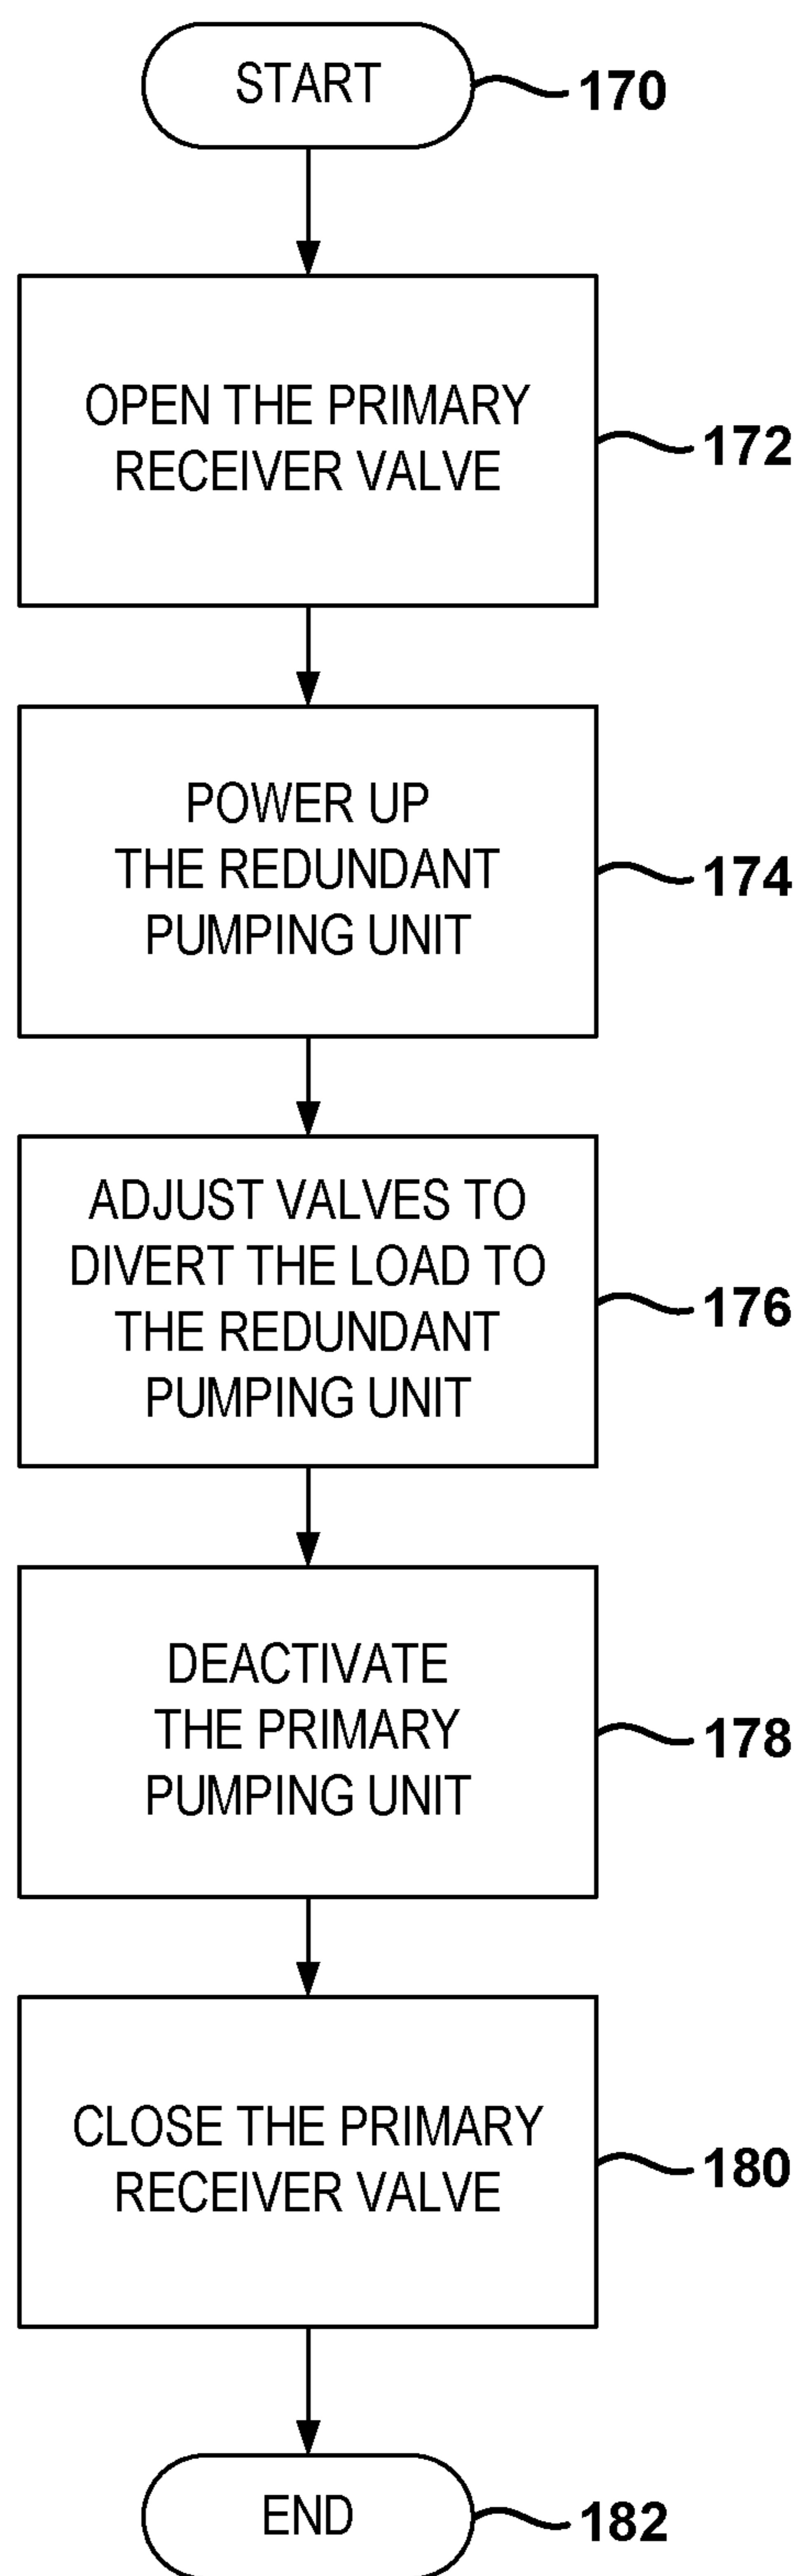 START
170
OPEN THE PRIMARY
RECEIVER VALVE
172
POWER UP
THE REDUNDANT
PUMPING UNIT
174
ADJUST VALVES TO
DIVERT THE LOAD TO
THE REDUNDANT
PUMPING UNIT
176
DEACTIVATE
THE PRIMARY
PUMPING UNIT
178
CLOSE THE PRIMARY
RECEIVER VALVE
180
END
182